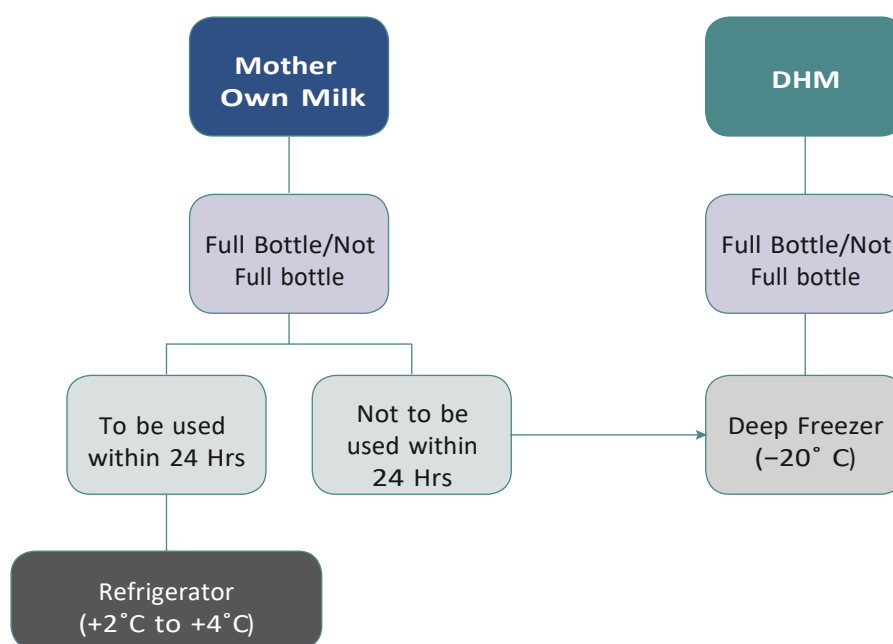 Mother
Own Milk
DHM
Full Bottle/Not
Full bottle
Full Bottle/Not
Full bottle
To be used
within 24 Hrs
Not to be
used within
24 Hrs
Deep Freezer
(−20˚ C)
Refrigerator
(+2˚C to +4˚C)